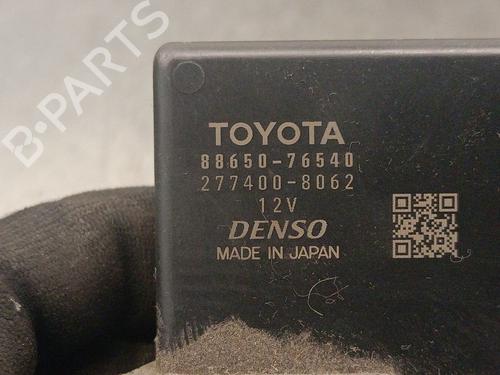 B-PARTS
TOYOTA
88650-76540
277400-8062
12V
DENSO
MADE IN JAPAN